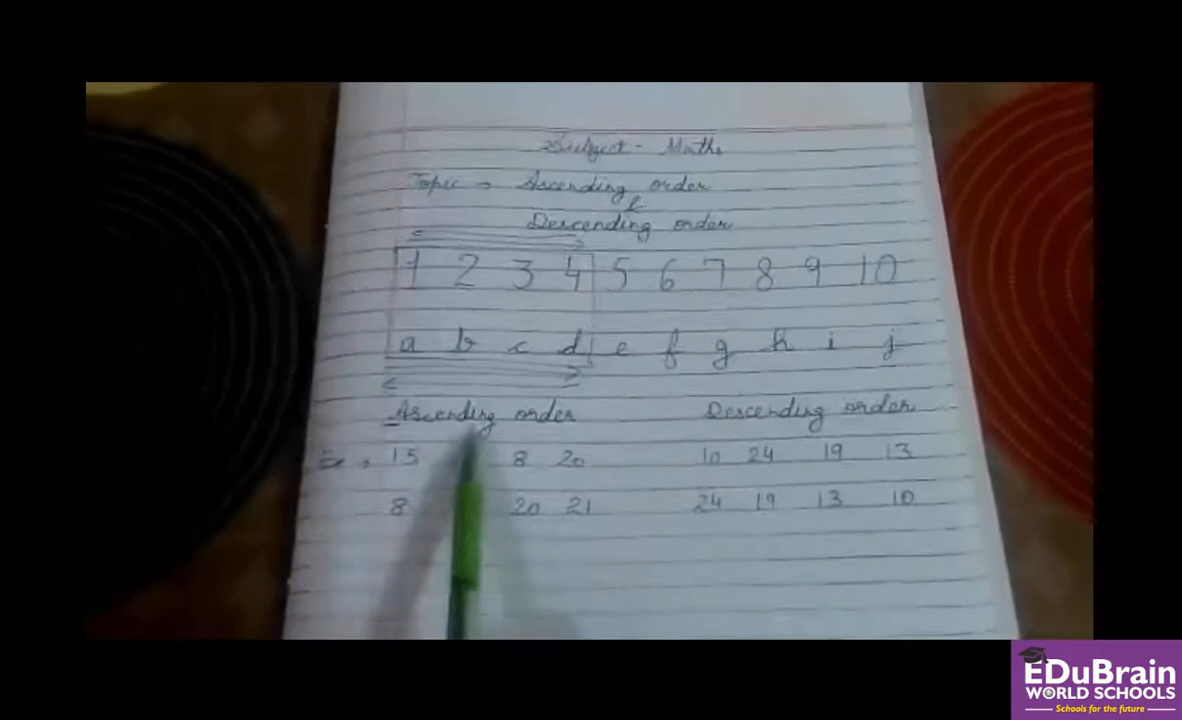 Subject - Maths
Topic → Ascending order
&
Descending order
1 2 3 4 5 6 7 8 9 10
a b c d e f g h i j
Ascending order Descending order
Ex → 15 8 20 10 24 19 13
8 20 21 24 19 13 10
EDuBrain
WORLD SCHOOLS
Schools for the future